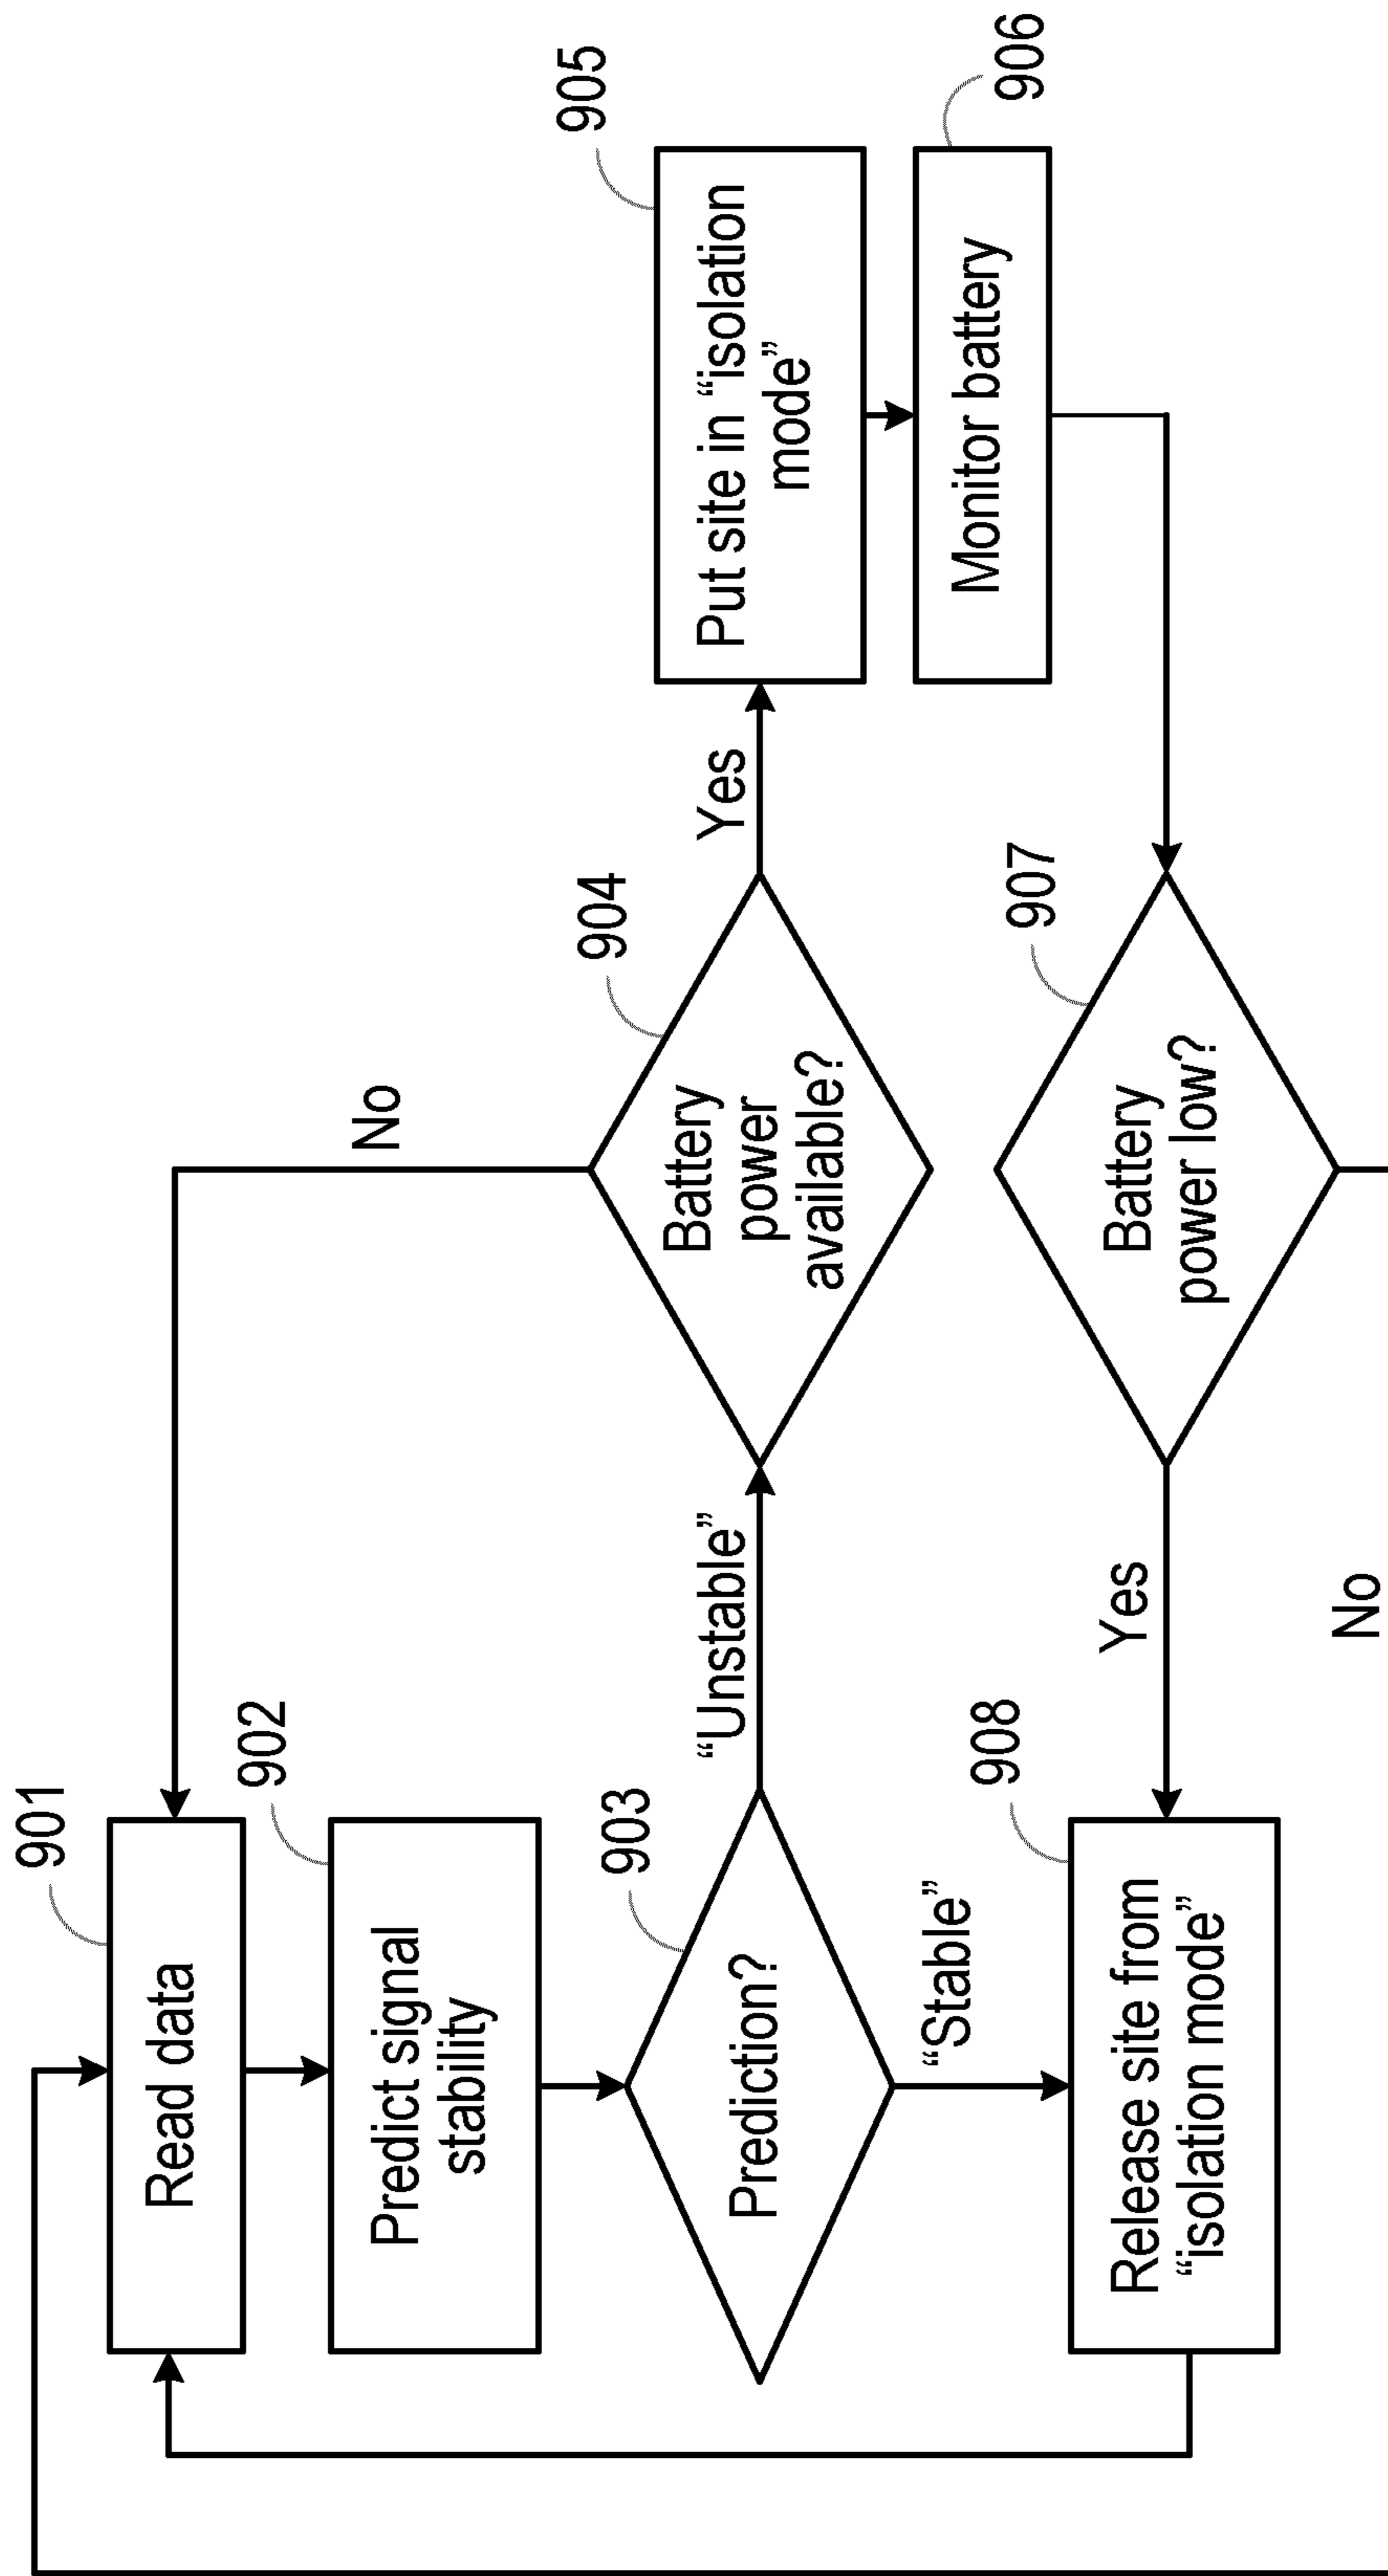 901
Read data
902
Predict signal
stability
903
Prediction?
“Unstable”
904
Battery
power
available?
No
Yes
905
Put site in “isolation
mode”
906
Monitor battery
907
Battery
power low?
Yes
No
“Stable”
908
Release site from
“isolation mode”